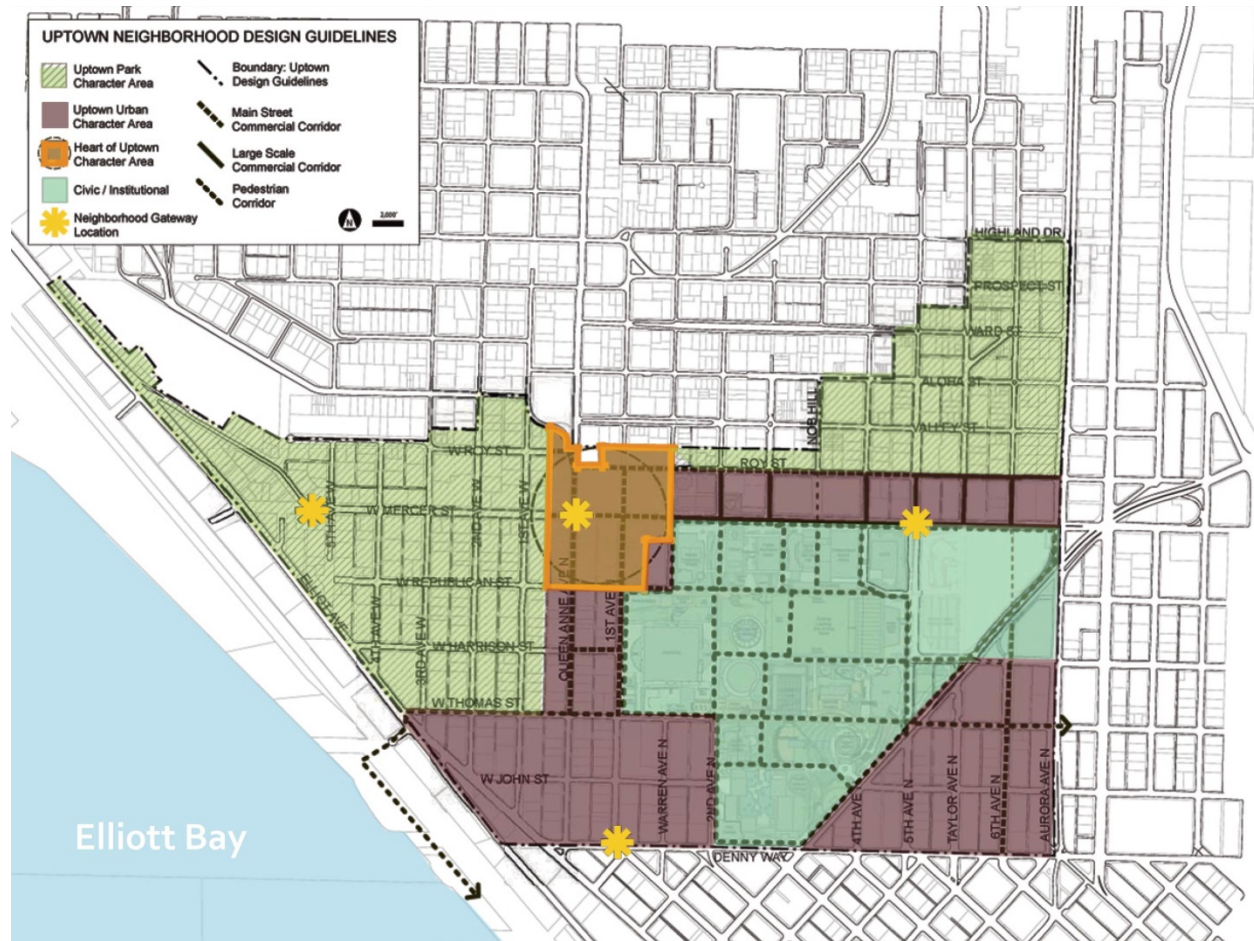 UPTOWN NEIGHBORHOOD DESIGN GUIDELINES
Uptown Park
Character Area
Uptown Urban
Character Area
Heart of Uptown
Character Area
Civic / Institutional
Neighborhood Gateway
Location
Boundary: Uptown
Design Guidelines
Main Street
Commercial Corridor
Large Scale
Commercial Corridor
Pedestrian
Corridor
N
HIGHLAND DR
PROSPECT ST
WARD ST
ALOHA ST
NOB HILL
VALLEY ST
W ROY ST
ROY ST
5TH AVE W
W MERCER ST
2ND AVE W
1ST AVE W
W REPUBLICAN ST
ELLIOTT AVE
4TH AVE W
3RD AVE W
W HARRISON ST
QUEEN ANNE AVE N
1ST AVE
W THOMAS ST
W JOHN ST
WARREN AVE N
2ND AVE N
4TH AVE
5TH AVE N
TAYLOR AVE N
6TH AVE N
AURORA AVE N
DENNY WAY
Elliott Bay